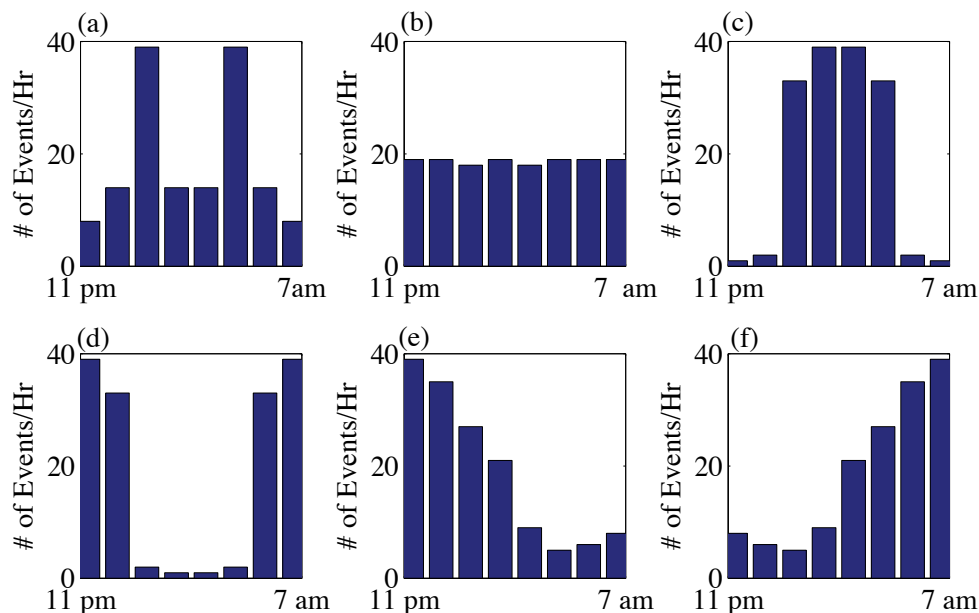 (a)
(b)
(c)
# of Events/Hr
40
20
0
11 pm
7am
# of Events/Hr
40
20
0
11 pm
7 am
# of Events/Hr
40
20
0
11 pm
7 am
(d)
(e)
(f)
# of Events/Hr
40
20
0
11 pm
7 am
# of Events/Hr
40
20
0
11 pm
7 am
# of Events/Hr
40
20
0
11 pm
7 am